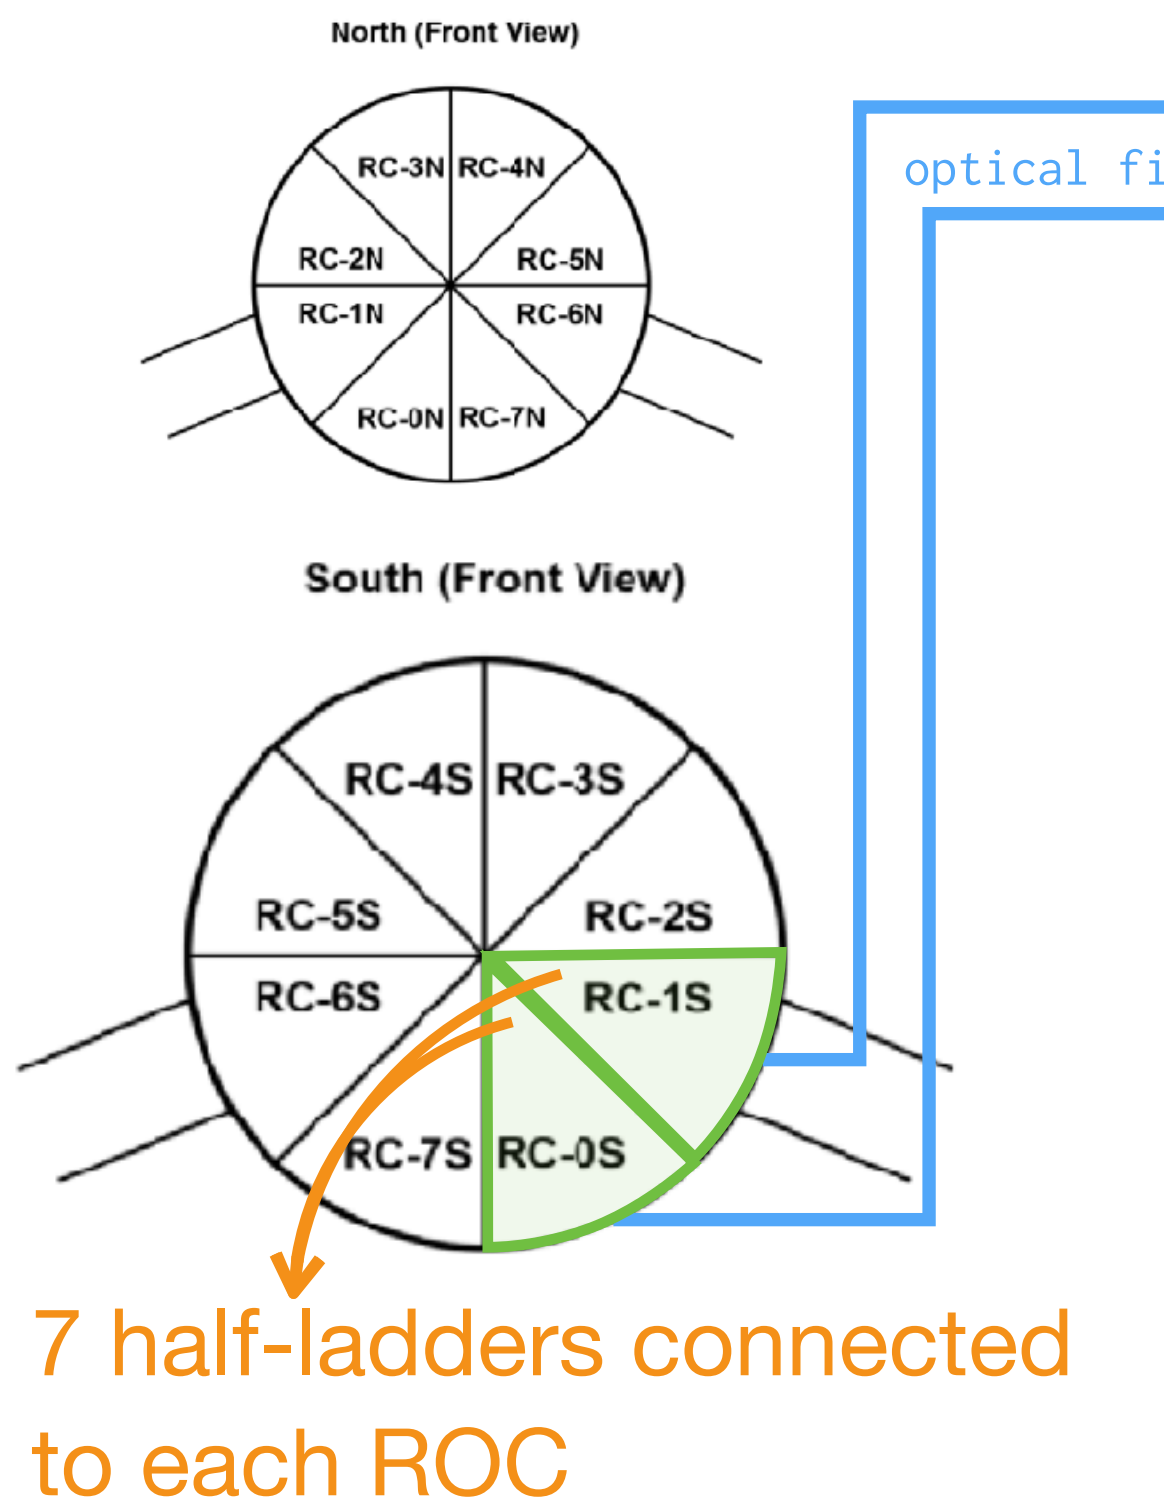 North (Front View)
optical fi
RC-3N RC-4N
RC-2N RC-5N
RC-1N RC-6N
RC-0N RC-7N
South (Front View)
RC-4S RC-3S
RC-5S RC-2S
RC-6S RC-1S
RC-7S RC-0S
7 half-ladders connected
to each ROC